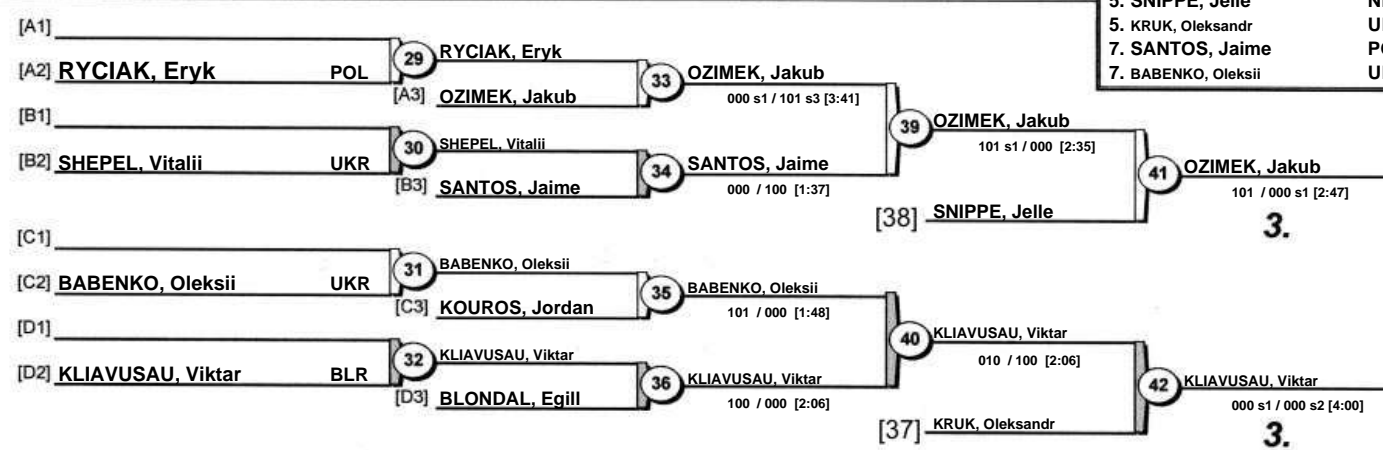 5. SNIPPE, Jelle
5. KRUK, Oleksandr
7. SANTOS, Jaime
7. BABENKO, Oleksii
[A1]
[A2] RYCIAK, Eryk POL
29
RYCIAK, Eryk
[A3] OZIMEK, Jakub
33
OZIMEK, Jakub
000 s1 / 101 s3 [3:41]
[B1]
[B2] SHEPEL, Vitalii UKR
30
SHEPEL, Vitalii
[B3] SANTOS, Jaime
34
SANTOS, Jaime
000 / 100 [1:37]
39
OZIMEK, Jakub
101 s1 / 000 [2:35]
[38] SNIPPE, Jelle
41
OZIMEK, Jakub
101 / 000 s1 [2:47]
3.
[C1]
[C2] BABENKO, Oleksii UKR
31
BABENKO, Oleksii
[C3] KOUROS, Jordan
35
BABENKO, Oleksii
101 / 000 [1:48]
[D1]
[D2] KLIAVUSAU, Viktar BLR
32
KLIAVUSAU, Viktar
[D3] BLONDAL, Egill
36
KLIAVUSAU, Viktar
100 / 000 [2:06]
40
KLIAVUSAU, Viktar
010 / 100 [2:06]
[37] KRUK, Oleksandr
42
KLIAVUSAU, Viktar
000 s1 / 000 s2 [4:00]
3.